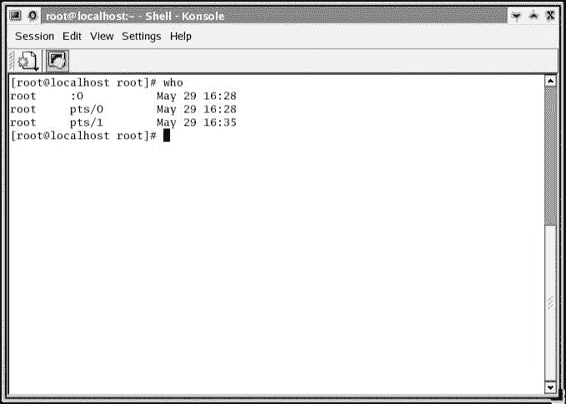 root@localhost:~ - Shell - Konsole
Session Edit View Settings Help
[root@localhost root]# who
root     :0           May 29 16:28
root     pts/0        May 29 16:28
root     pts/1        May 29 16:35
[root@localhost root]#